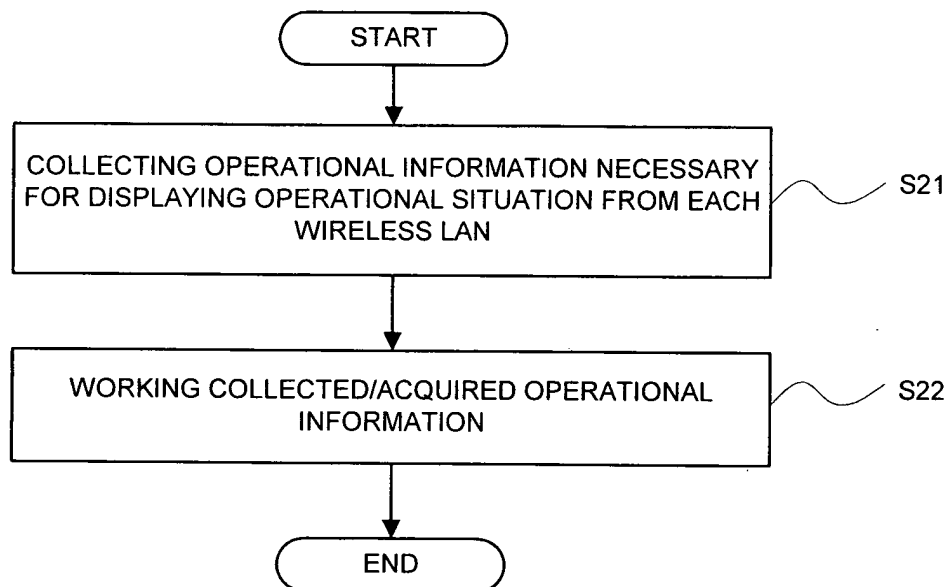 START
COLLECTING OPERATIONAL INFORMATION NECESSARY
FOR DISPLAYING OPERATIONAL SITUATION FROM EACH
WIRELESS LAN
S21
WORKING COLLECTED/ACQUIRED OPERATIONAL
INFORMATION
S22
END